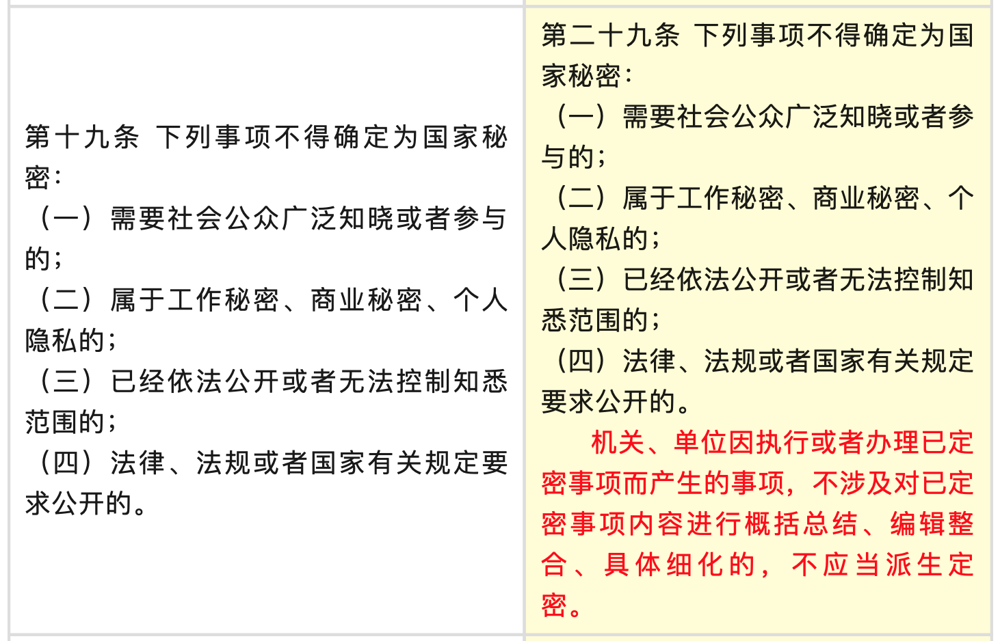 第十九条 下列事项不得确定为国家秘
密：
（一）需要社会公众广泛知晓或者参与
的；
（二）属于工作秘密、商业秘密、个人
隐私的；
（三）已经依法公开或者无法控制知悉
范围的；
（四）法律、法规或者国家有关规定要
求公开的。
第二十九条 下列事项不得确定为国
家秘密：
（一）需要社会公众广泛知晓或者参
与的；
（二）属于工作秘密、商业秘密、个
人隐私的；
（三）已经依法公开或者无法控制知
悉范围的；
（四）法律、法规或者国家有关规定
要求公开的。
机关、单位因执行或者办理已定
密事项而产生的事项，不涉及对已定
密事项内容进行概括总结、编辑整
合、具体细化的，不应当派生定
密。